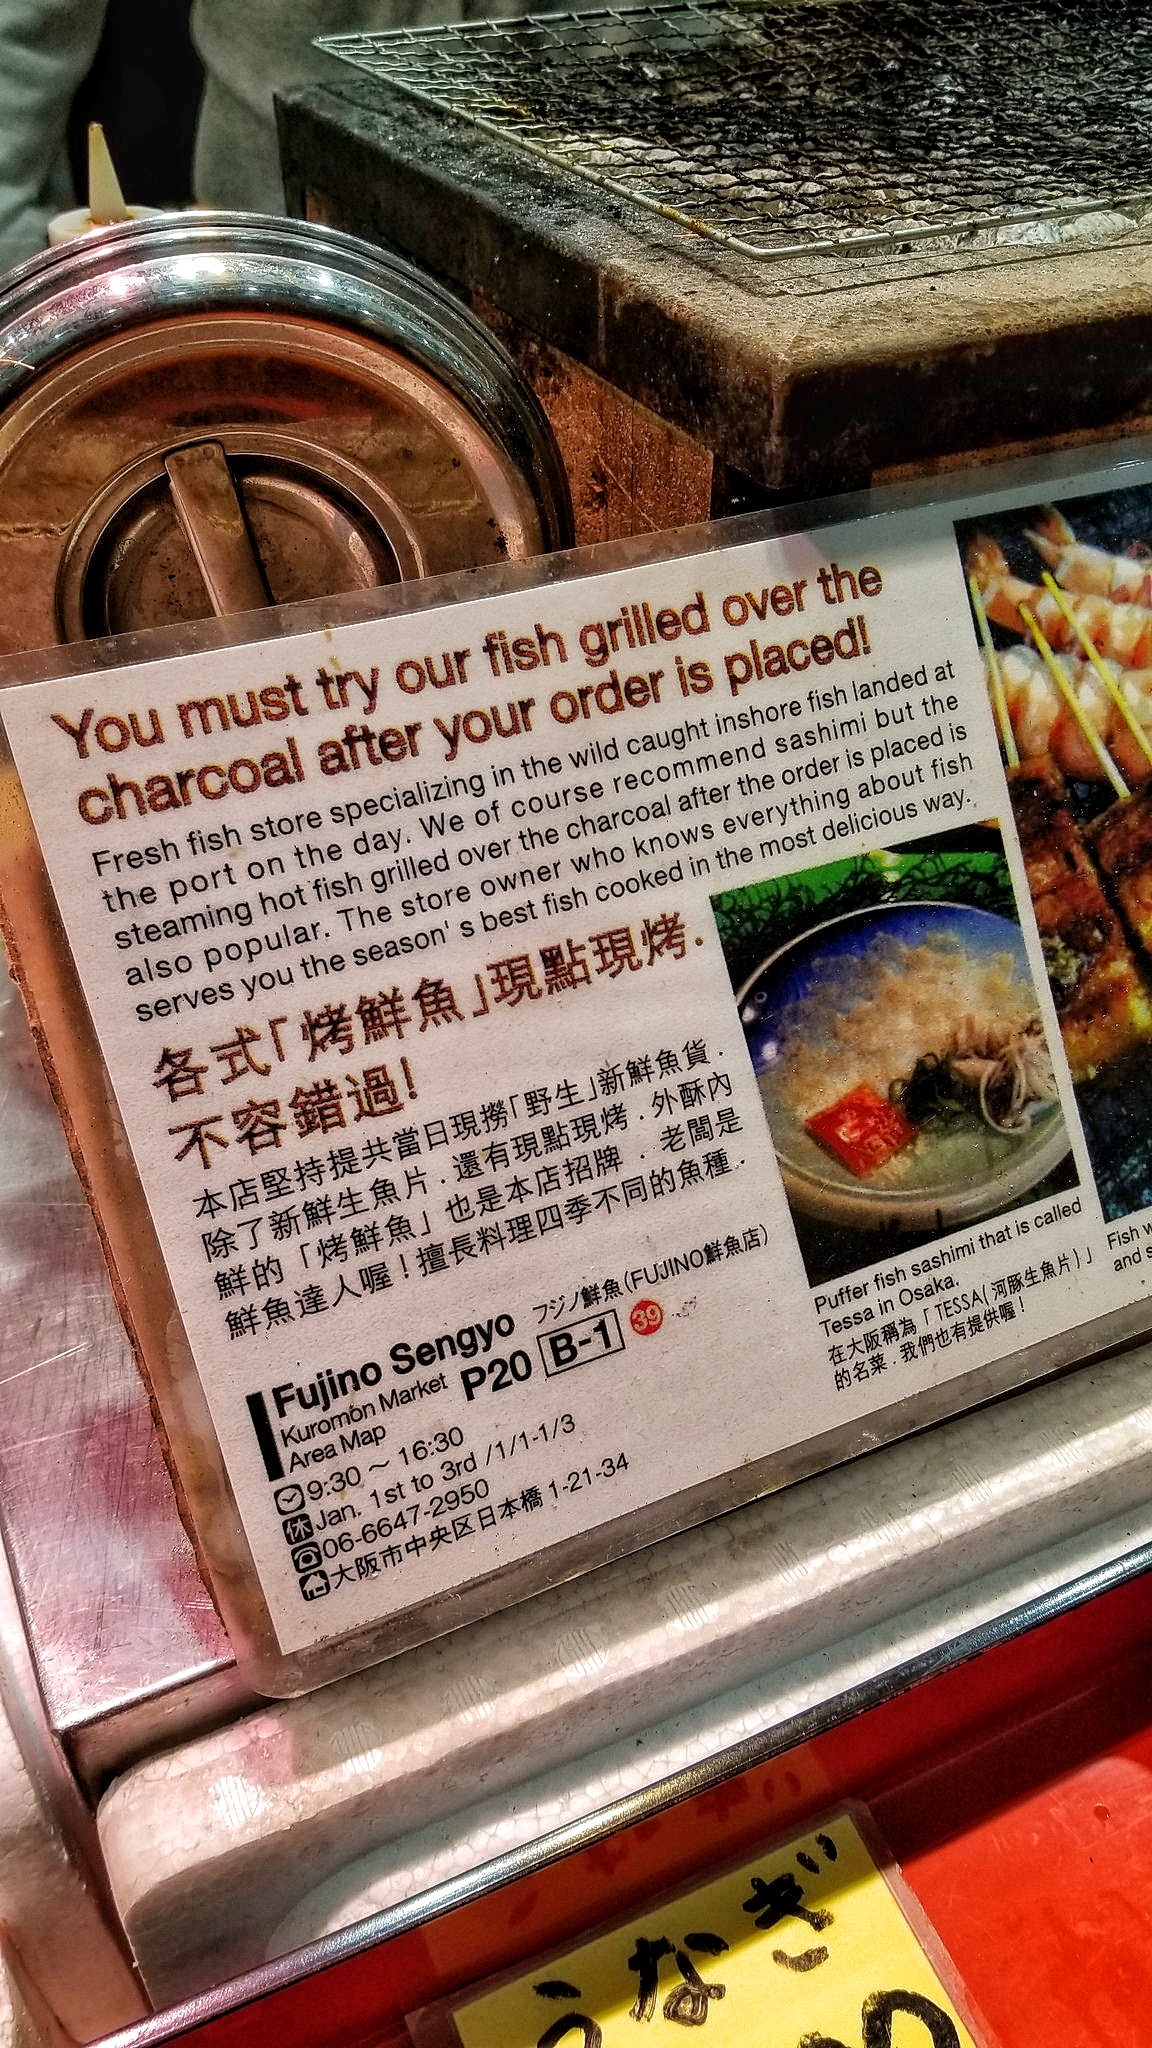 You must try our fish grilled over the
charcoal after your order is placed!
Fresh fish store specializing in the wild caught inshore fish landed at
the port on the day. We of course recommend sashimi but the
steaming hot fish grilled over the charcoal after the order is placed is
also popular. The store owner who knows everything about fish
serves you the season's best fish cooked in the most delicious way.
各式「烤鮮魚」現點現烤.
不容錯過!
本店堅持提共當日現撈「野生」新鮮魚貨.
除了新鮮生魚片.還有現點現烤.外酥內
鮮的「烤鮮魚」也是本店招牌.老闆是
鮮魚達人喔!擅長料理四季不同的魚種.
Fujino Sengyo フジノ鮮魚(FUJINO鮮魚店)
Kuromon Market
Area Map
P20 B-1 39
9:30 ~ 16:30
休 Jan. 1st to 3rd /1/1-1/3
06-6647-2950
大阪市中央区日本橋 1-21-34
Puffer fish sashimi that is called
Tessa in Osaka.
在大阪稱為「TESSA(河豚生魚片)」
的名菜.我們也有提供喔!
Fish
and
うなぎ